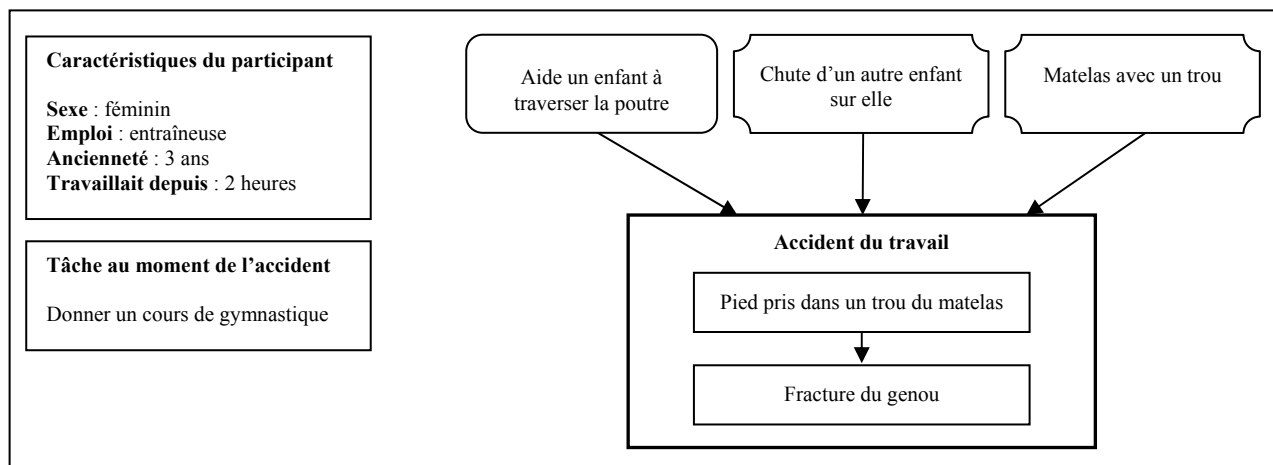 Caractéristiques du participant
Sexe : féminin
Emploi : entraîneuse
Ancienneté : 3 ans
Travaillait depuis : 2 heures
Tâche au moment de l'accident
Donner un cours de gymnastique
Aide un enfant à
traverser la poutre
Chute d'un autre enfant
sur elle
Matelas avec un trou
Accident du travail
Pied pris dans un trou du matelas
Fracture du genou